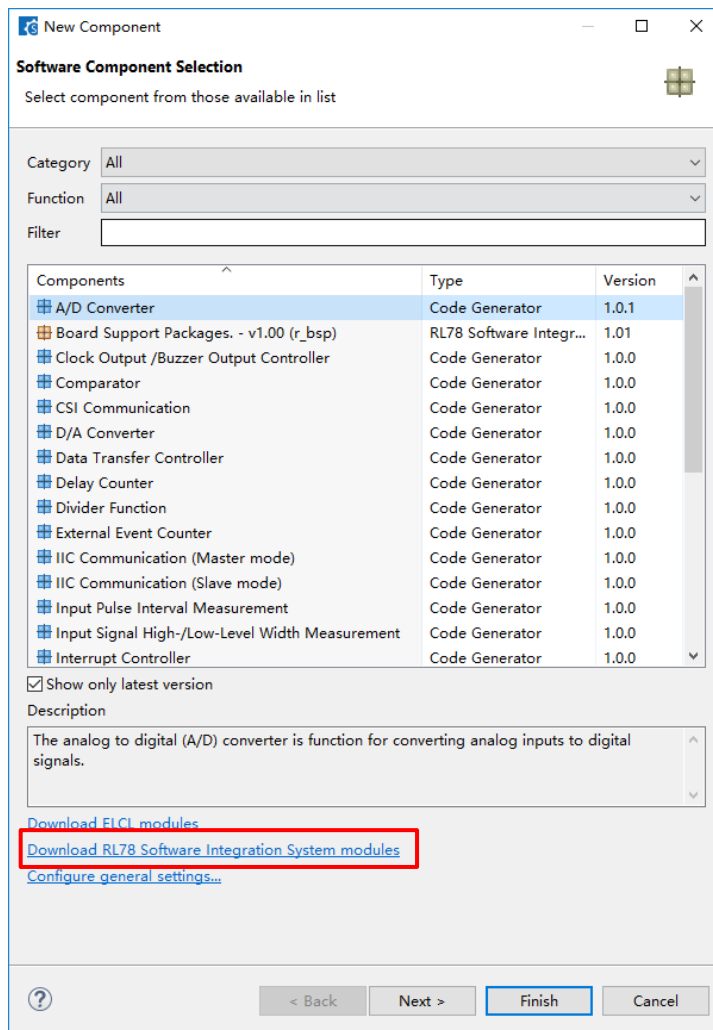 New Component
Software Component Selection
Select component from those available in list
Category All
Function All
Filter
Components Type Version
A/D Converter Code Generator 1.0.1
Board Support Packages. - v1.00 (r_bsp) RL78 Software Integr... 1.01
Clock Output /Buzzer Output Controller Code Generator 1.0.0
Comparator Code Generator 1.0.0
CSI Communication Code Generator 1.0.0
D/A Converter Code Generator 1.0.0
Data Transfer Controller Code Generator 1.0.0
Delay Counter Code Generator 1.0.0
Divider Function Code Generator 1.0.0
External Event Counter Code Generator 1.0.0
IIC Communication (Master mode) Code Generator 1.0.0
IIC Communication (Slave mode) Code Generator 1.0.0
Input Pulse Interval Measurement Code Generator 1.0.0
Input Signal High-/Low-Level Width Measurement Code Generator 1.0.0
Interrupt Controller Code Generator 1.0.0
Show only latest version
Description
The analog to digital (A/D) converter is function for converting analog inputs to digital
signals.
Download ELCL modules
Download RL78 Software Integration System modules
Configure general settings...
? < Back Next > Finish Cancel